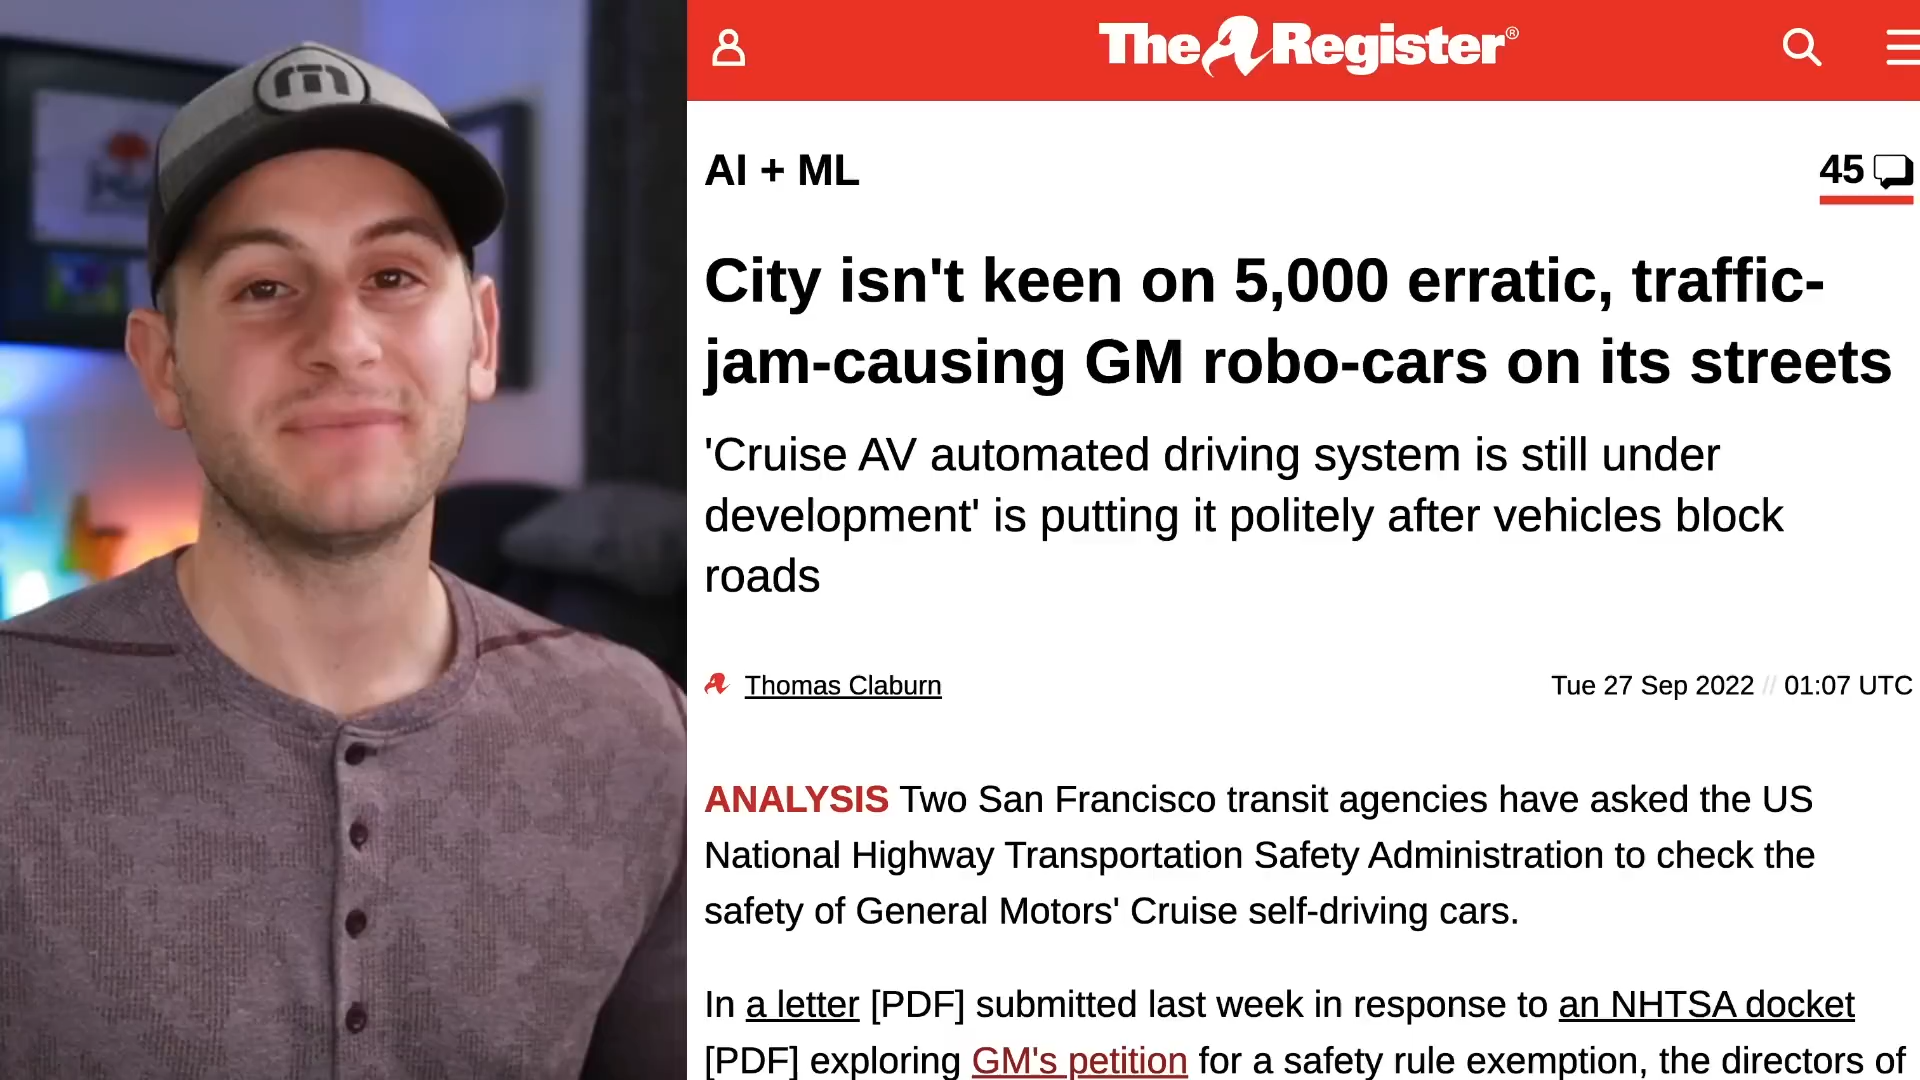 The Register®
AI + ML
45
City isn't keen on 5,000 erratic, traffic-
jam-causing GM robo-cars on its streets
'Cruise AV automated driving system is still under
development' is putting it politely after vehicles block
roads
Thomas Claburn
Tue 27 Sep 2022 // 01:07 UTC
ANALYSIS Two San Francisco transit agencies have asked the US
National Highway Transportation Safety Administration to check the
safety of General Motors' Cruise self-driving cars.
In a letter [PDF] submitted last week in response to an NHTSA docket
[PDF] exploring GM's petition for a safety rule exemption, the directors of